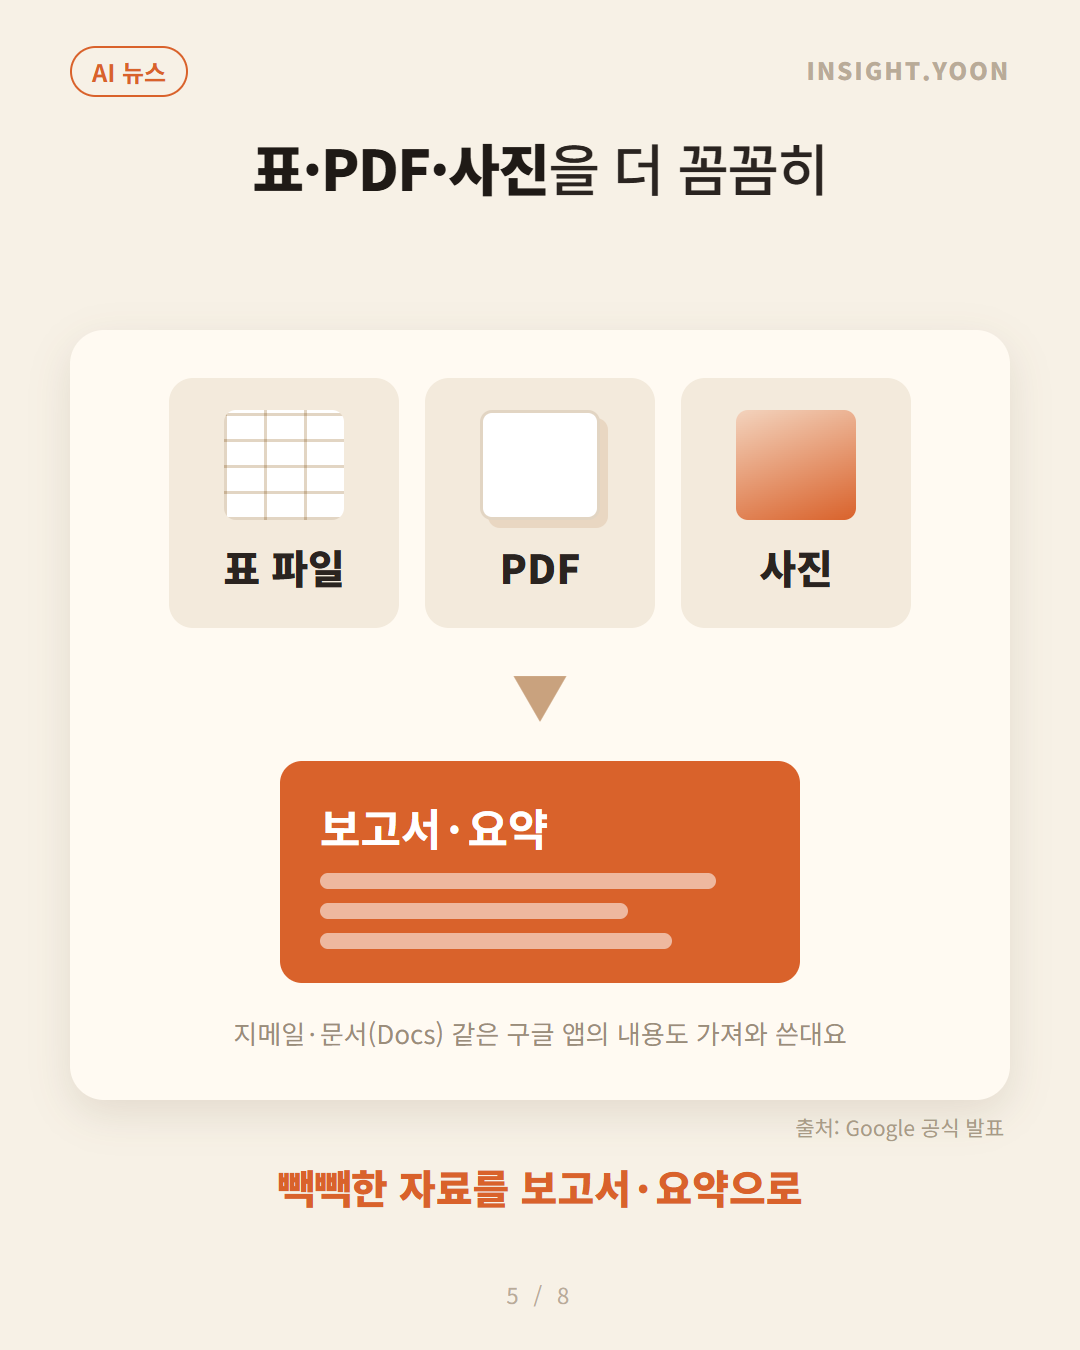 AI 뉴스
INSIGHT.YOON
표·PDF·사진을 더 꼼꼼히
표 파일
PDF
사진
보고서·요약
지메일·문서(Docs) 같은 구글 앱의 내용도 가져와 쓴대요
출처: Google 공식 발표
빽빽한 자료를 보고서·요약으로
5 / 8